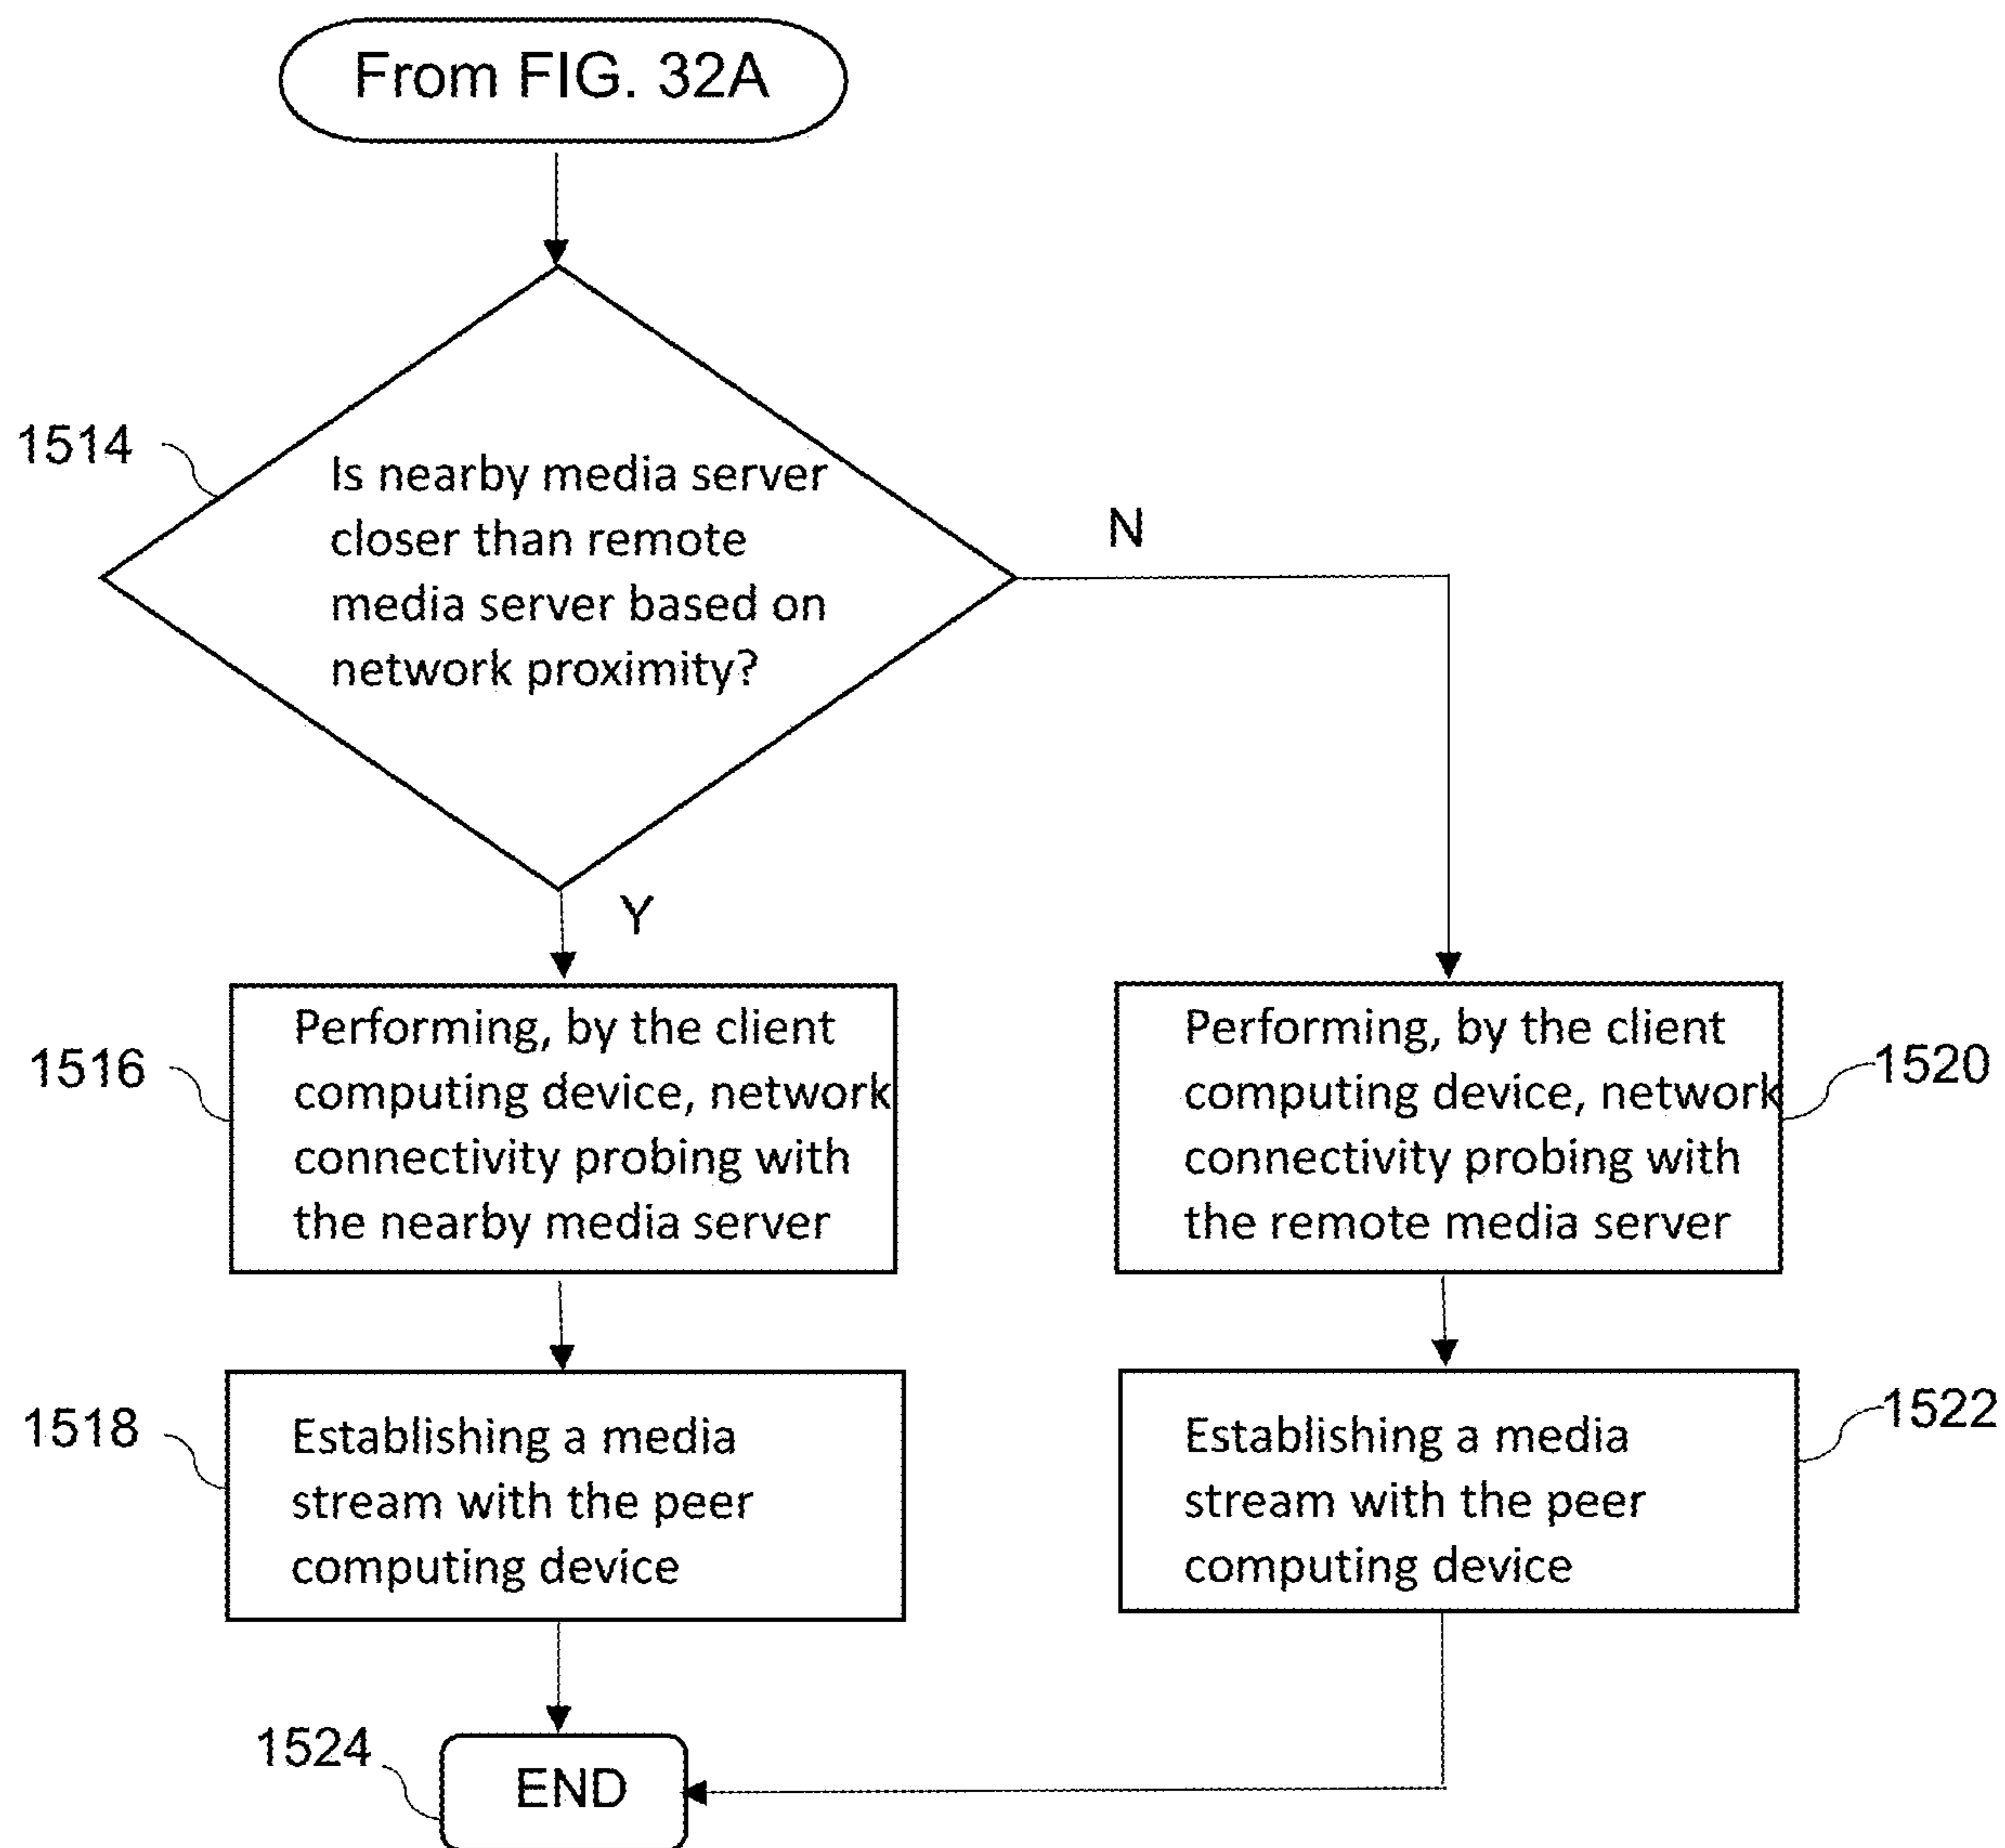 From FIG. 32A
1514
Is nearby media server
closer than remote
media server based on
network proximity?
N
Y
1516
Performing, by the client
computing device, network
connectivity probing with
the nearby media server
Performing, by the client
computing device, network
connectivity probing with
the remote media server
1520
1518
Establishing a media
stream with the peer
computing device
Establishing a media
stream with the peer
computing device
1522
1524
END